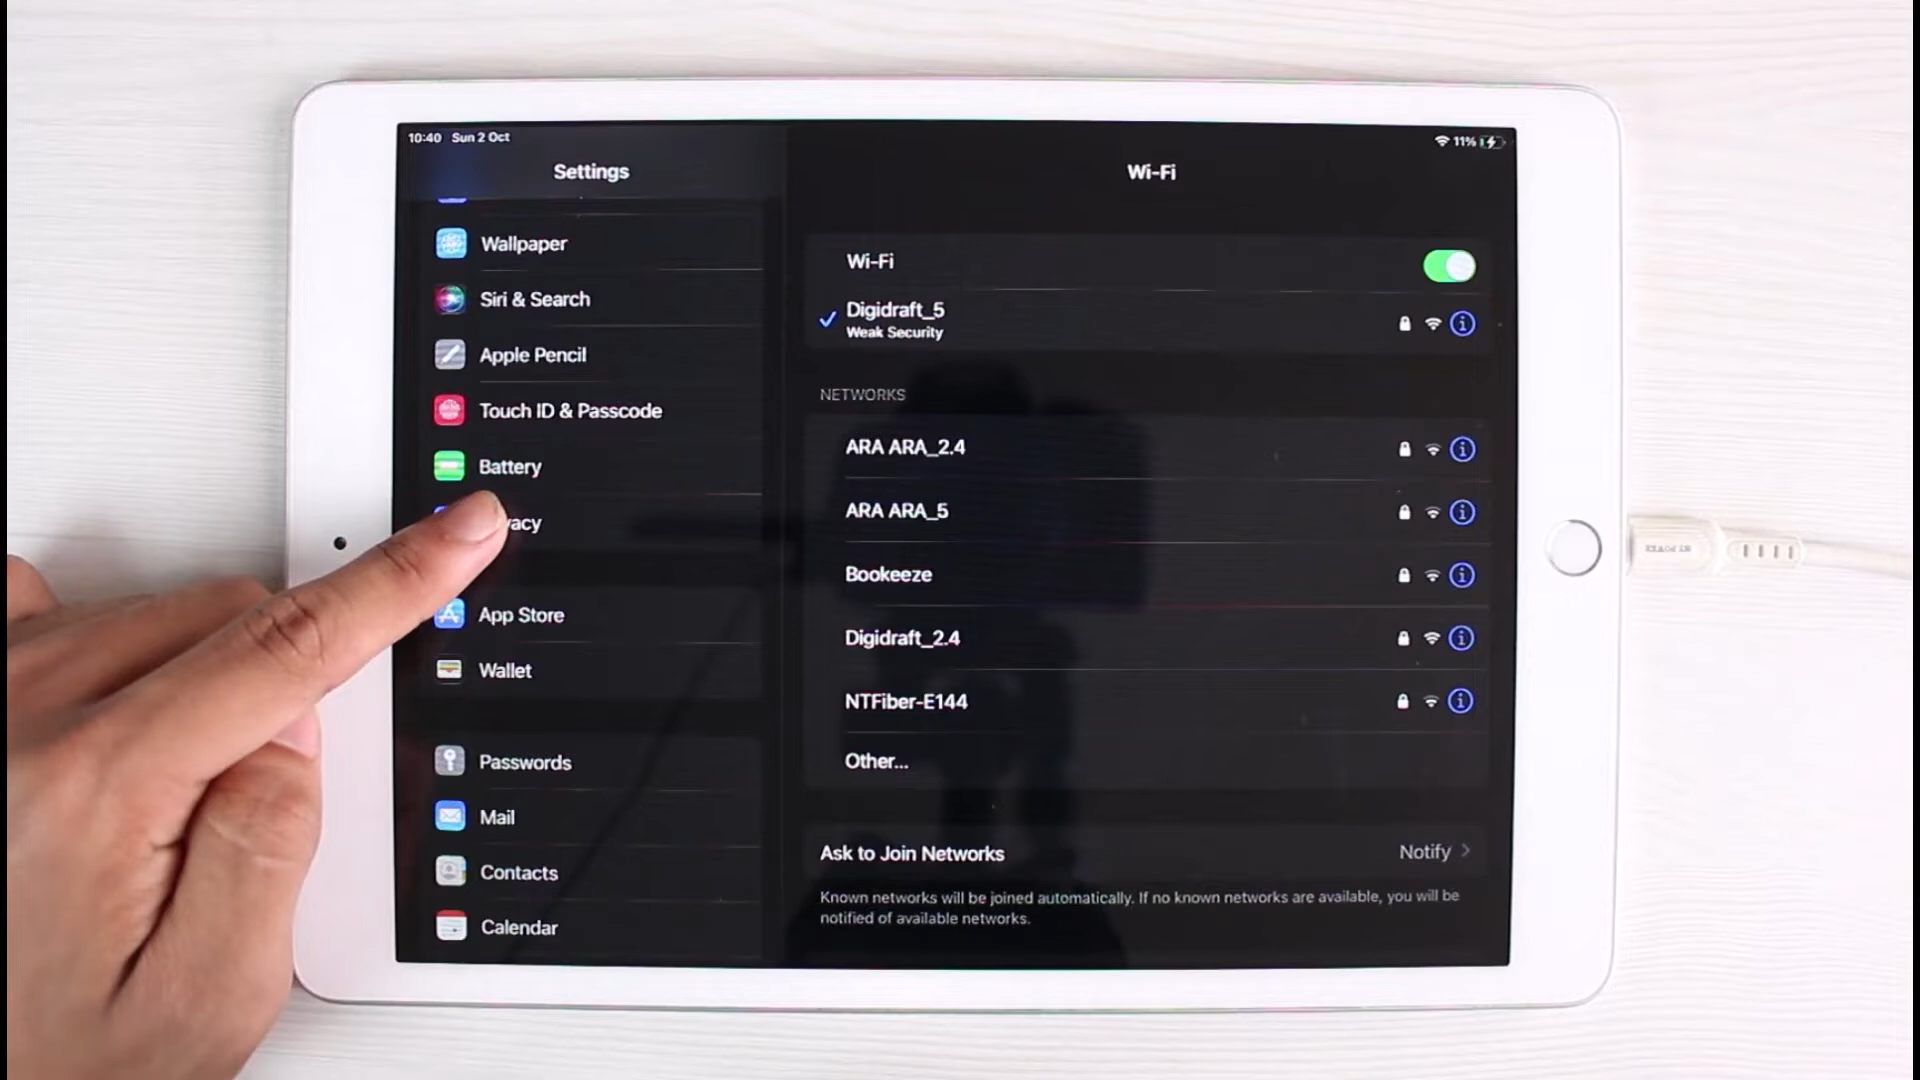 10:40 Sun 2 Oct
11%
Settings
Wallpaper
Siri & Search
Apple Pencil
Touch ID & Passcode
Battery
vacy
App Store
Wallet
Passwords
Mail
Contacts
Calendar
Wi-Fi
Wi-Fi
Digidraft_5
Weak Security
NETWORKS
ARA ARA_2.4
ARA ARA_5
Bookeeze
Digidraft_2.4
NTFiber-E144
Other...
Ask to Join Networks
Notify
Known networks will be joined automatically. If no known networks are available, you will be
notified of available networks.